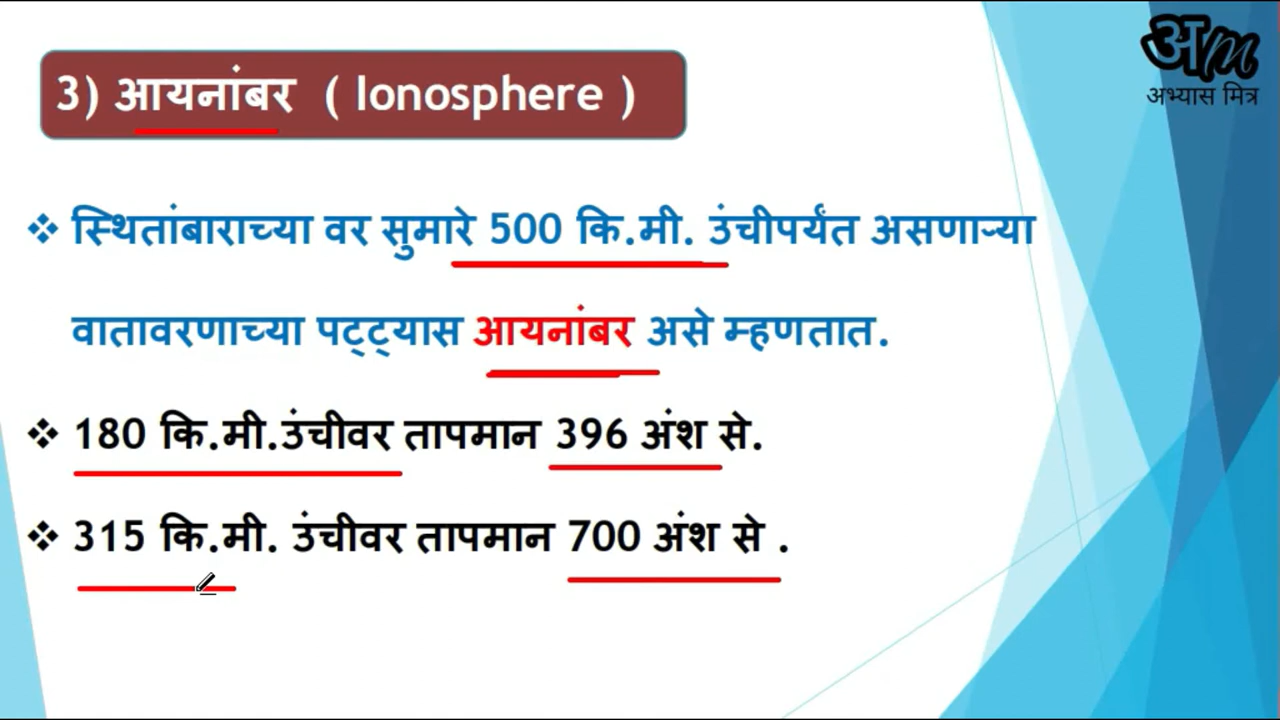 3) आयनांबर ( Ionosphere )
अm
अभ्यास मित्र
❖ स्थितांबाराच्या वर सुमारे 500 कि.मी. उंचीपर्यंत असणाऱ्या
वातावरणाच्या पट्ट्यास आयनांबर असे म्हणतात.
❖ 180 कि.मी.उंचीवर तापमान 396 अंश से.
❖ 315 कि.मी. उंचीवर तापमान 700 अंश से .